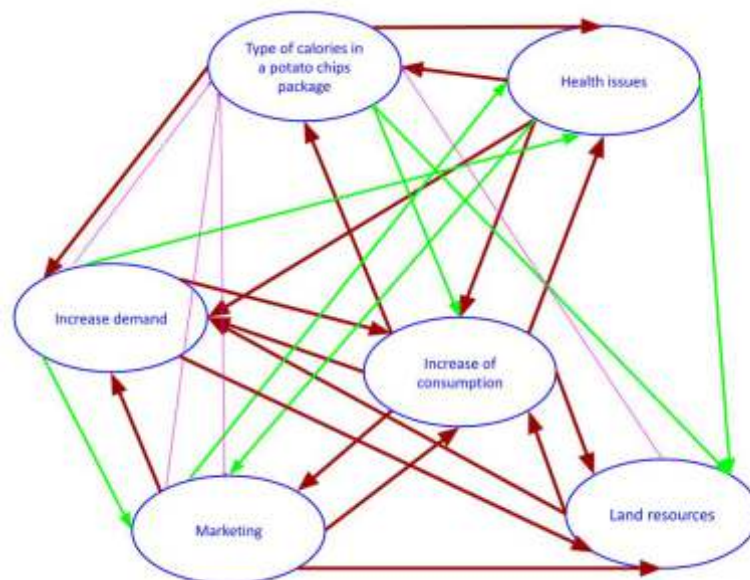 Type of calories in
a potato chips
package
Health issues
Increase demand
Increase of
consumption
Marketing
Land resources